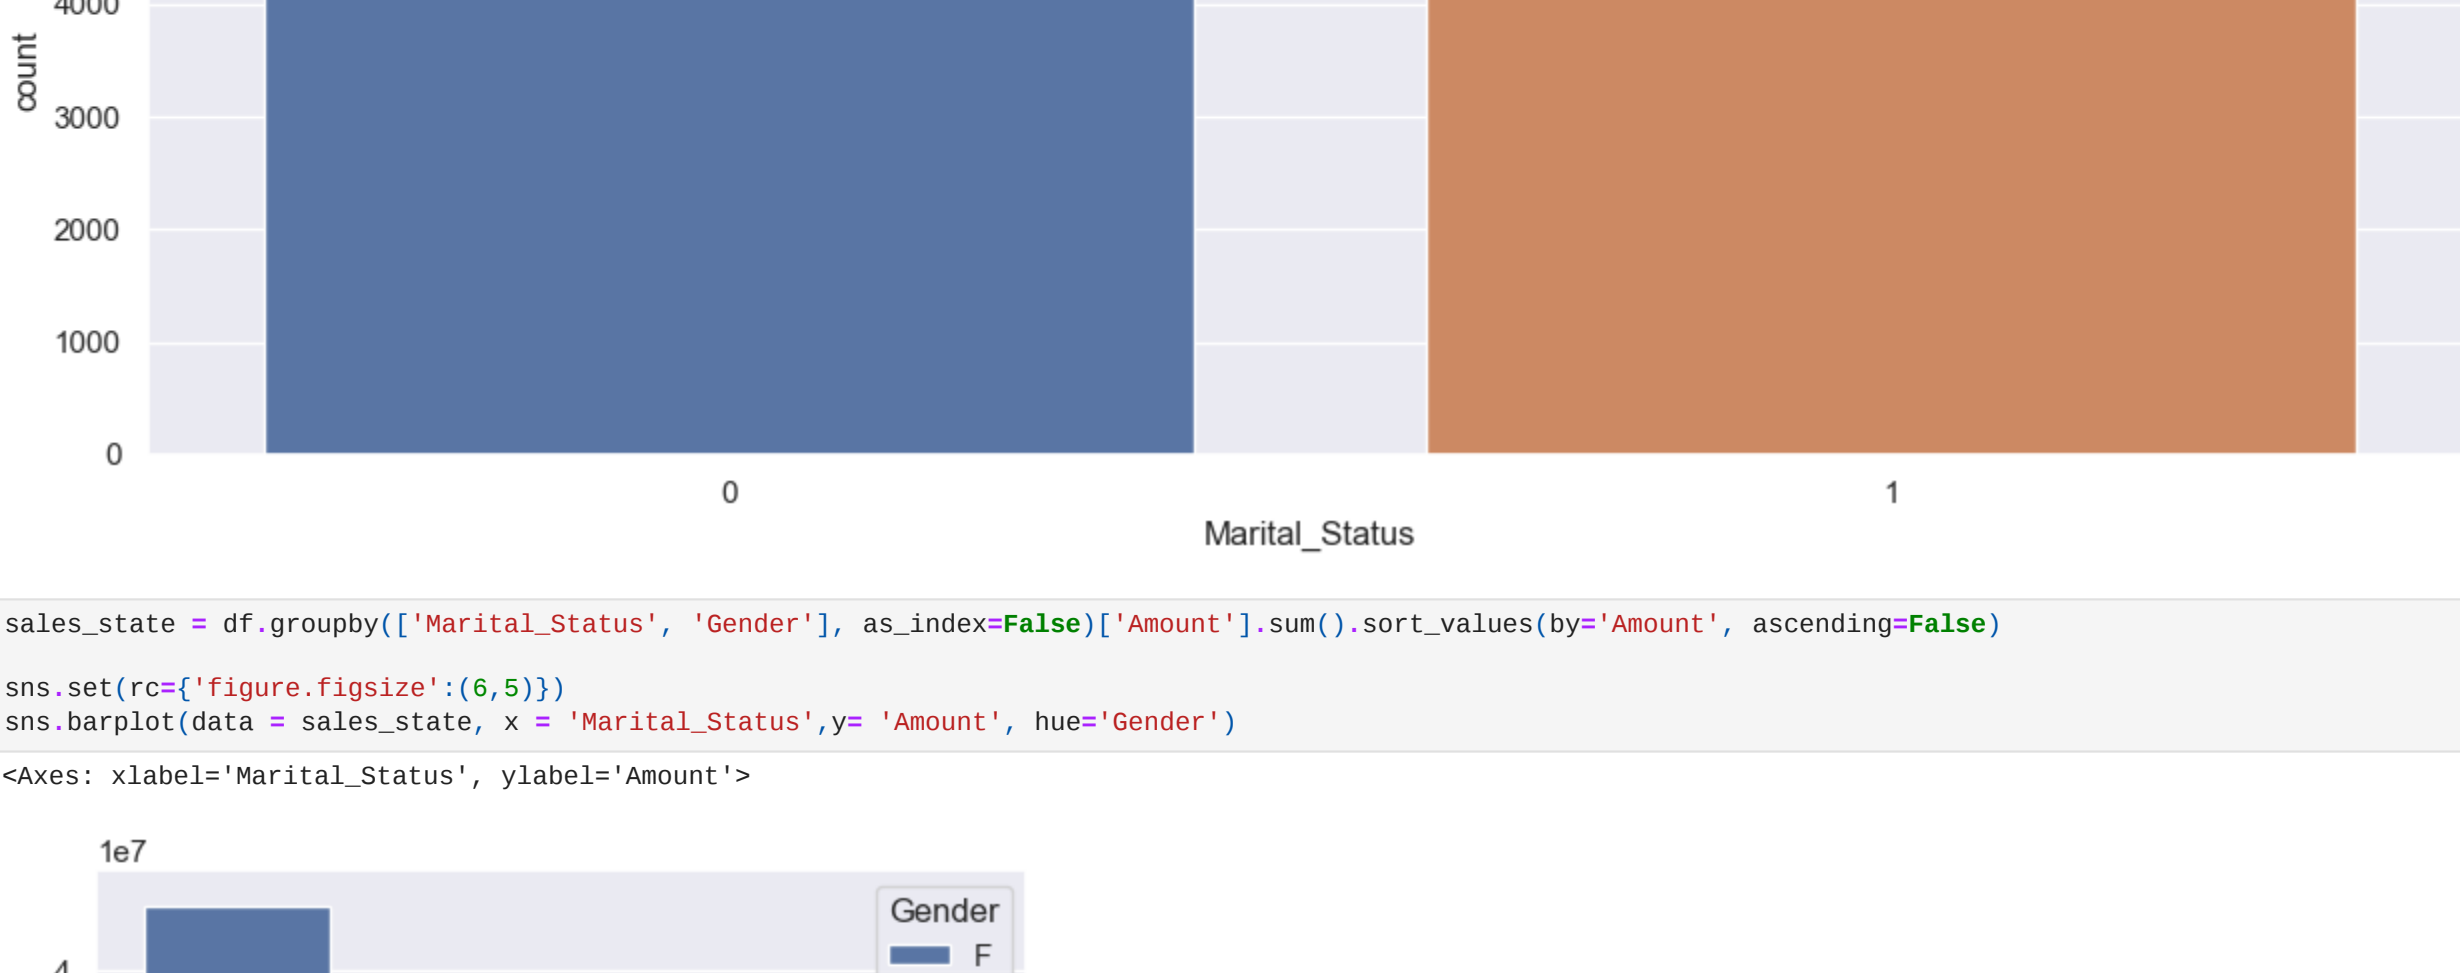 4000
count
3000
2000
1000
0
0 1
Marital_Status
sales_state = df.groupby(['Marital_Status', 'Gender'], as_index=False)['Amount'].sum().sort_values(by='Amount', ascending=False)
sns.set(rc={'figure.figsize':(6,5)})
sns.barplot(data = sales_state, x = 'Marital_Status',y= 'Amount', hue='Gender')
<Axes: xlabel='Marital_Status', ylabel='Amount'>
1e7
Gender
F
4